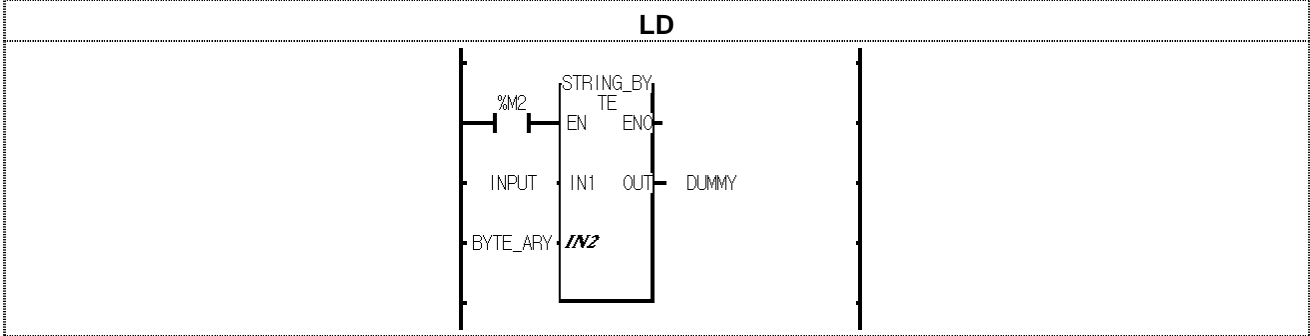 LD
STRING_BY
TE
%M2
EN ENO
INPUT IN1 OUT DUMMY
BYTE_ARY IN2